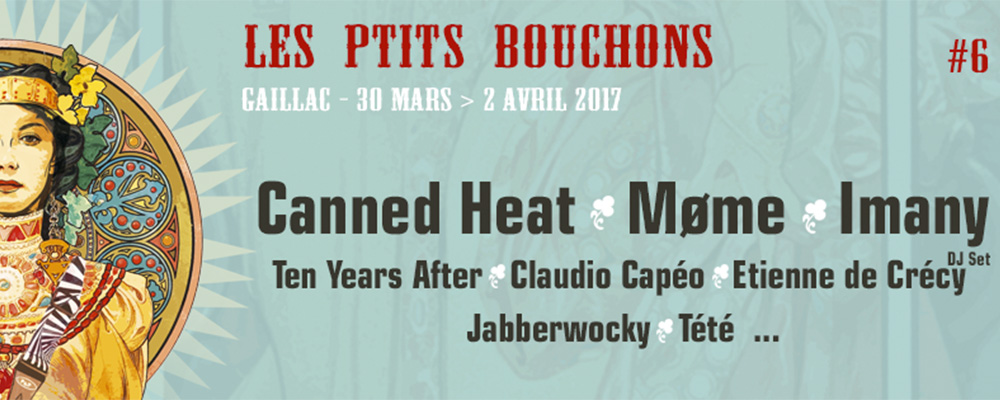 LES PTITS BOUCHONS
#6
GAILLAC - 30 MARS > 2 AVRIL 2017
Canned Heat Møme Imany
Ten Years After Claudio Capéo Etienne de Crécy DJ Set
Jabberwocky Tété ...